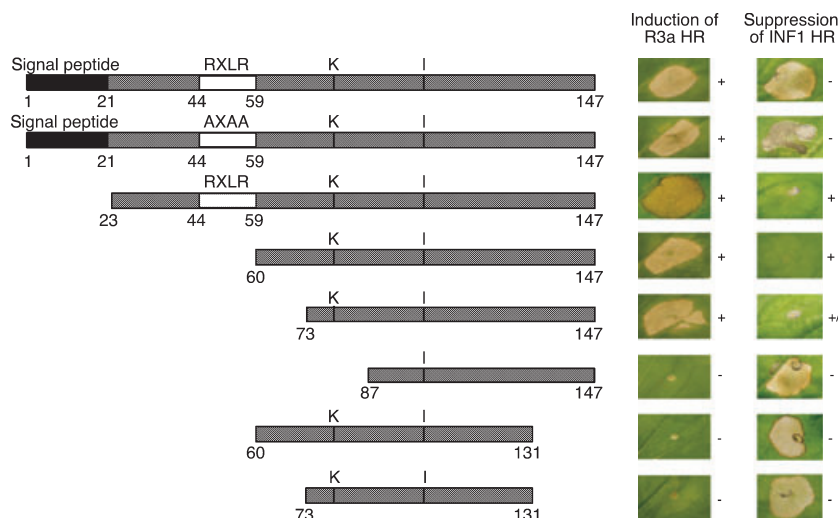 Induction of Suppression
R3a HR of INF1 HR
Signal peptide RXLR K I
1 21 44 59 147 + -
Signal peptide AXAA K I
1 21 44 59 147 + -
RXLR K I
23 44 59 147 + +
K I
60 147 + +
K I
73 147 + +/
I
87 147 - -
K I
60 131 - -
K I
73 131 - -